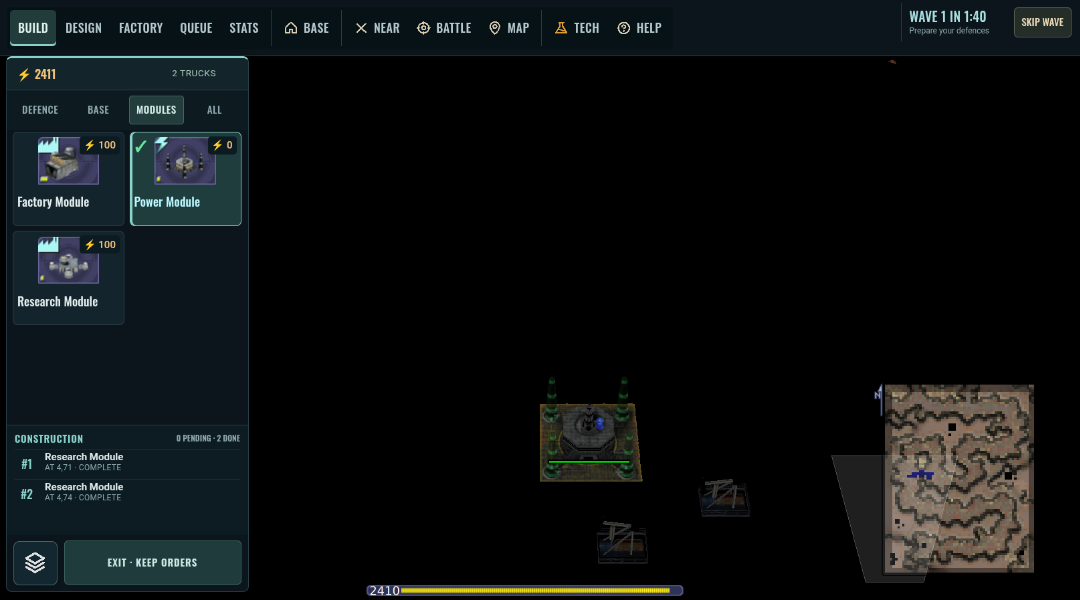 BUILD DESIGN FACTORY QUEUE STATS BASE NEAR BATTLE MAP TECH HELP
WAVE 1 IN 1:40
Prepare your defences
SKIP WAVE
2411
2 TRUCKS
DEFENCE BASE MODULES ALL
100
Factory Module
0
Power Module
100
Research Module
CONSTRUCTION
0 PENDING · 2 DONE
#1
Research Module
AT 4,71 · COMPLETE
#2
Research Module
AT 4,74 · COMPLETE
EXIT · KEEP ORDERS
2410
N